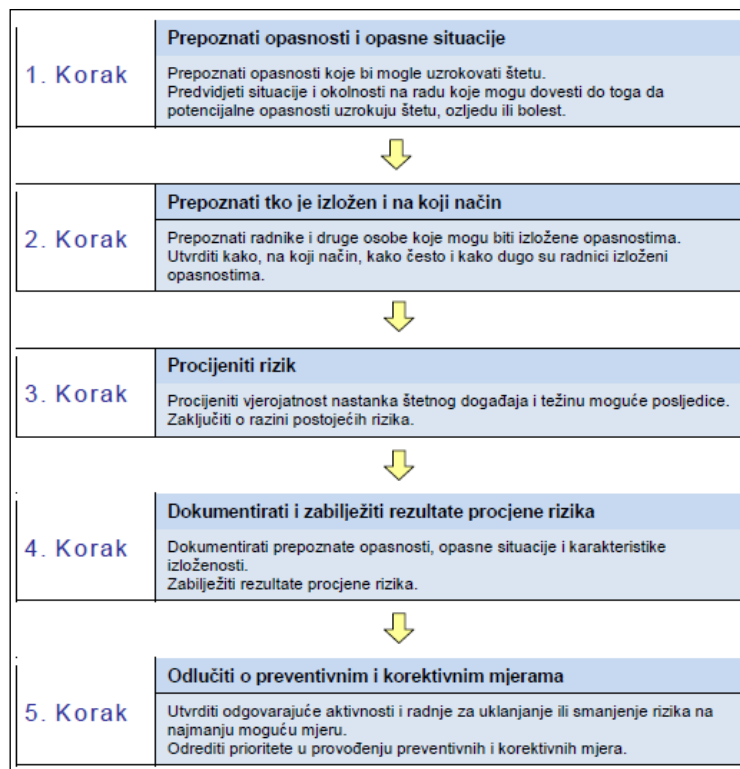 Prepoznati opasnosti i opasne situacije
1. Korak
Prepoznati opasnosti koje bi mogle uzrokovati štetu.
Predvidjeti situacije i okolnosti na radu koje mogu dovesti do toga da
potencijalne opasnosti uzrokuju štetu, ozljedu ili bolest.
Prepoznati tko je izložen i na koji način
2. Korak
Prepoznati radnike i druge osobe koje mogu biti izložene opasnostima.
Utvrditi kako, na koji način, kako često i kako dugo su radnici izloženi
opasnostima.
Procijeniti rizik
3. Korak
Procijeniti vjerojatnost nastanka štetnog događaja i težinu moguće posljedice.
Zaključiti o razini postojećih rizika.
Dokumentirati i zabilježiti rezultate procjene rizika
4. Korak
Dokumentirati prepoznate opasnosti, opasne situacije i karakteristike
izloženosti.
Zabilježiti rezultate procjene rizika.
Odlučiti o preventivnim i korektivnim mjerama
5. Korak
Utvrditi odgovarajuće aktivnosti i radnje za uklanjanje ili smanjenje rizika na
najmanju moguću mjeru.
Odrediti prioritete u provođenju preventivnih i korektivnih mjera.